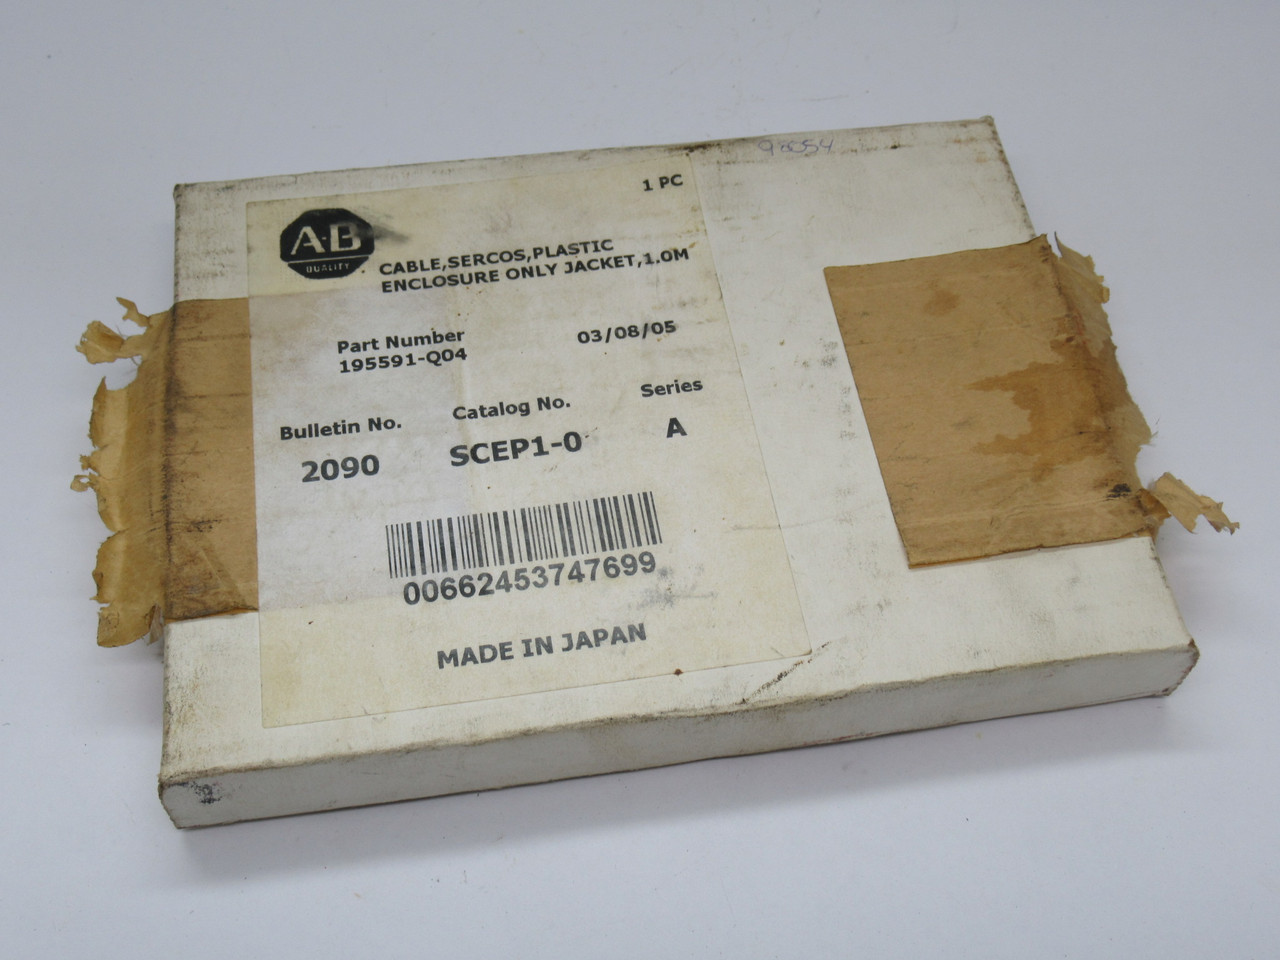 90054
1 PC
A·B
QUALITY
CABLE,SERCOS,PLASTIC
ENCLOSURE ONLY JACKET,1.0M
Part Number
195591-Q04
03/08/05
Bulletin No. Catalog No. Series
2090 SCEP1-0 A
00662453747699
MADE IN JAPAN